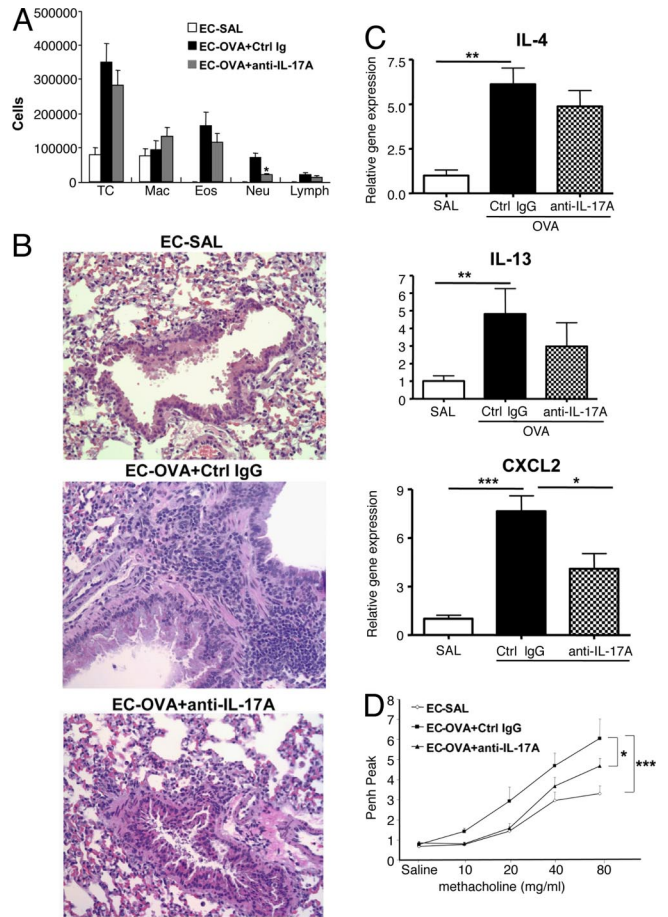 A
500000
400000
300000
200000
100000
0
Cells
EC-SAL
EC-OVA+Ctrl Ig
EC-OVA+anti-IL-17A
*
TC Mac Eos Neu Lymph
B
EC-SAL
EC-OVA+Ctrl IgG
EC-OVA+anti-IL-17A
C
IL-4
**
Relative gene expression
7.5
5.0
2.5
0.0
SAL Ctrl IgG anti-IL-17A
OVA
IL-13
**
Relative gene expression
6
5
4
3
2
1
0
SAL Ctrl IgG anti-IL-17A
OVA
CXCL2
*** *
Relative gene expression
9
6
3
0
SAL Ctrl IgG anti-IL-17A
D
EC-SAL
EC-OVA+Ctrl IgG
EC-OVA+anti-IL-17A
Penh Peak
8
7
6
5
4
3
2
1
0
* ***
Saline 10 20 40 80
methacholine (mg/ml)